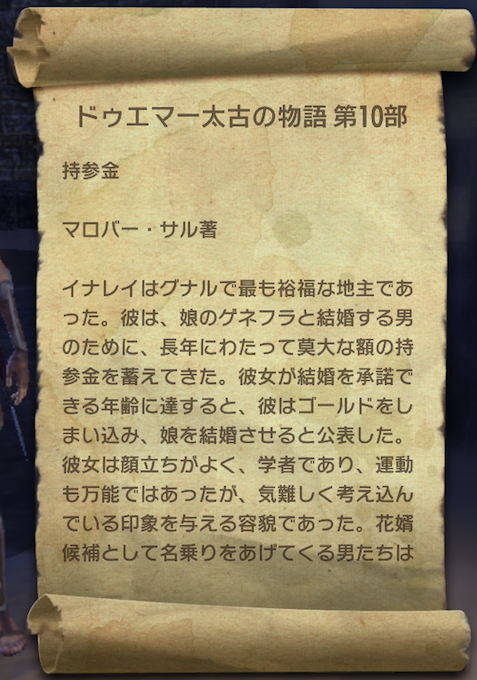 ドゥエマー太古の物語 第10部
持参金
マロバー・サル著
イナレイはグナルで最も裕福な地主であ
った。彼は、娘のゲネフラと結婚する男
のために、長年にわたって莫大な額の持
参金を蓄えてきた。彼女が結婚を承諾で
きる年齢に達すると、彼はゴールドをし
まい込み、娘を結婚させると公表した。
彼女は顔立ちがよく、学者であり、運動
も万能ではあったが、気難しく考え込ん
でいる印象を与える容貌であった。花婿
候補として名乗りをあげてくる男たちは